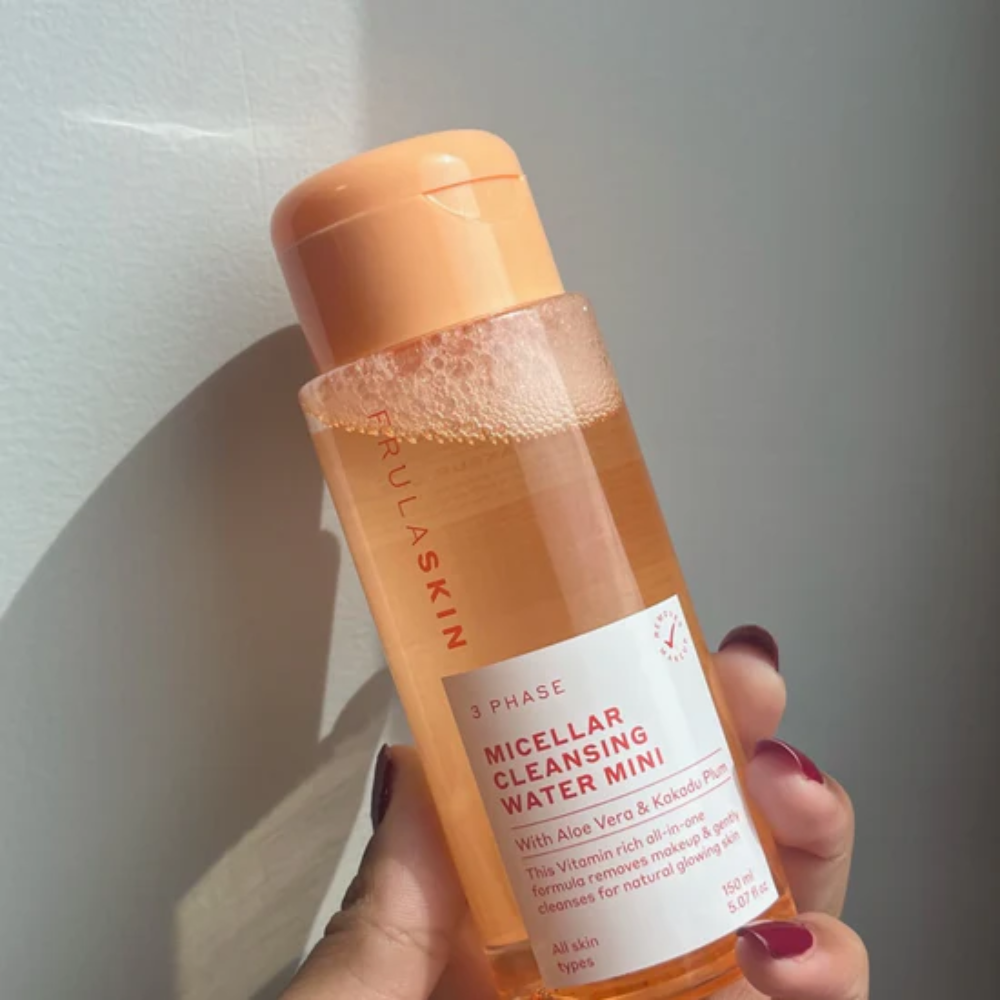 FRULASKIN
3 PHASE
MICELLAR
CLEANSING
WATER MINI
With Aloe Vera & Kakadu Plum
This Vitamin rich all-in-one
formula removes makeup & gently
cleanses for natural glowing skin
150 ml
5.07 fl oz
All skin
types